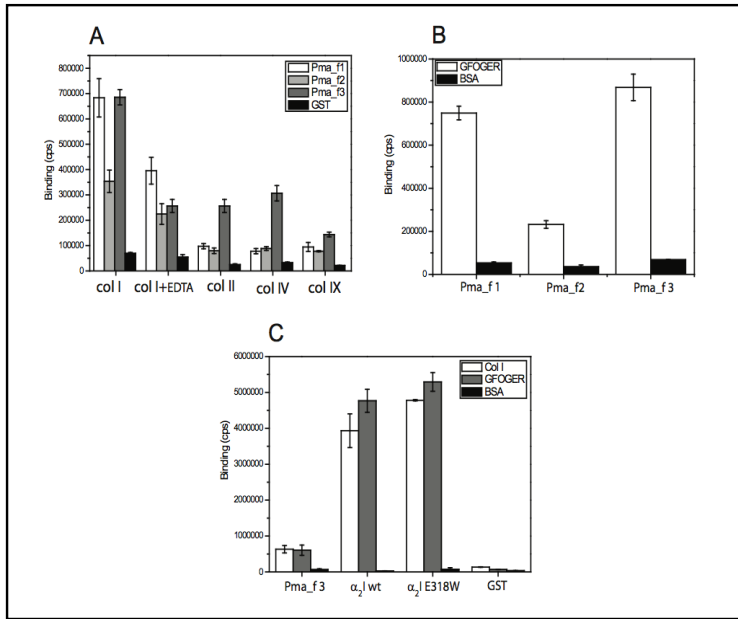 A
Pma_f1
Pma_f2
Pma_f3
GST
Binding (cps)
800000
700000
600000
500000
400000
300000
200000
100000
0
col I
col I+EDTA
col II
col IV
col IX
B
GFOGER
BSA
Binding (cps)
1000000
800000
600000
400000
200000
0
Pma_f 1
Pma_f2
Pma_f 3
C
Col I
GFOGER
BSA
Binding (cps)
6000000
5000000
4000000
3000000
2000000
1000000
0
Pma_f 3
α₂I wt
α₂I E318W
GST